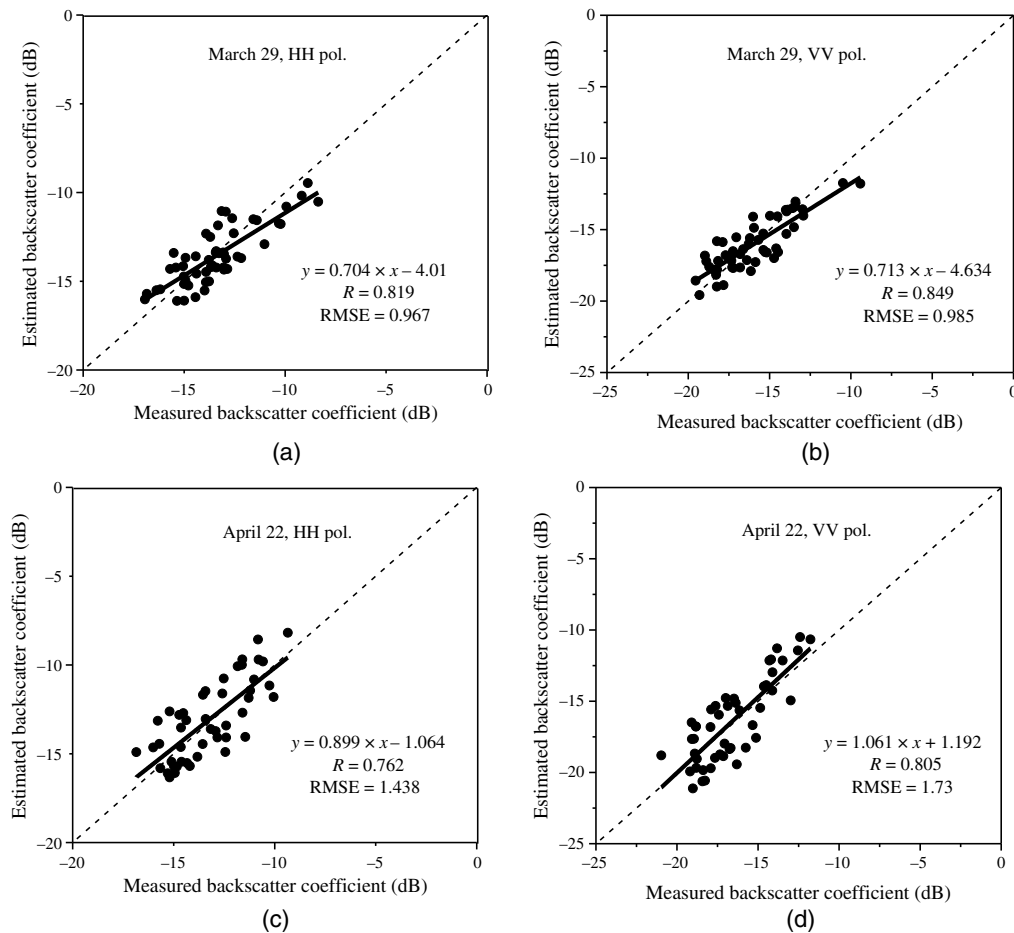 0
−5
−10
−15
−20
−20
−15
−10
−5
0
Estimated backscatter coefficient (dB)
Measured backscatter coefficient (dB)
March 29, HH pol.
y = 0.704 × x − 4.01
R = 0.819
RMSE = 0.967
(a)
0
−5
−10
−15
−20
−25
−25
−20
−15
−10
−5
0
Estimated backscatter coefficient (dB)
Measured backscatter coefficient (dB)
March 29, VV pol.
y = 0.713 × x − 4.634
R = 0.849
RMSE = 0.985
(b)
0
−5
−10
−15
−20
−20
−15
−10
−5
0
Estimated backscatter coefficient (dB)
Measured backscatter coefficient (dB)
April 22, HH pol.
y = 0.899 × x − 1.064
R = 0.762
RMSE = 1.438
(c)
0
−5
−10
−15
−20
−25
−25
−20
−15
−10
−5
0
Estimated backscatter coefficient (dB)
Measured backscatter coefficient (dB)
April 22, VV pol.
y = 1.061 × x + 1.192
R = 0.805
RMSE = 1.73
(d)